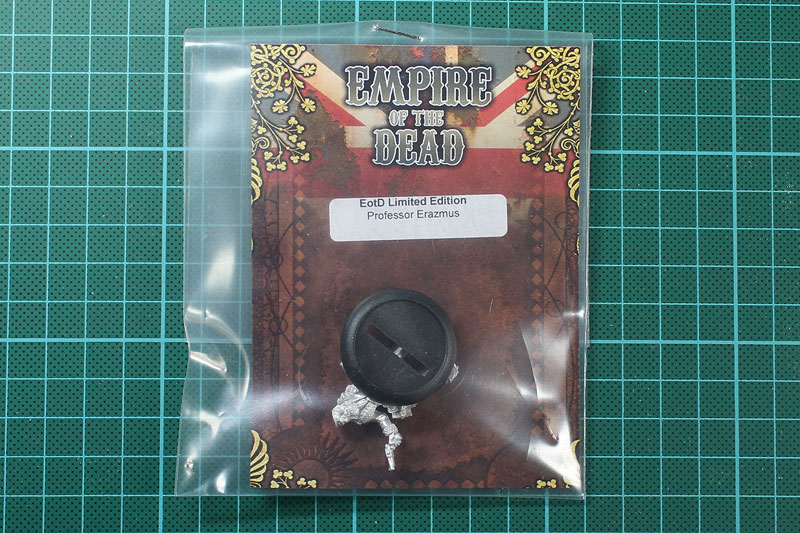 EMPIRE
OF THE
DEAD
EotD Limited Edition
Professor Erazmus